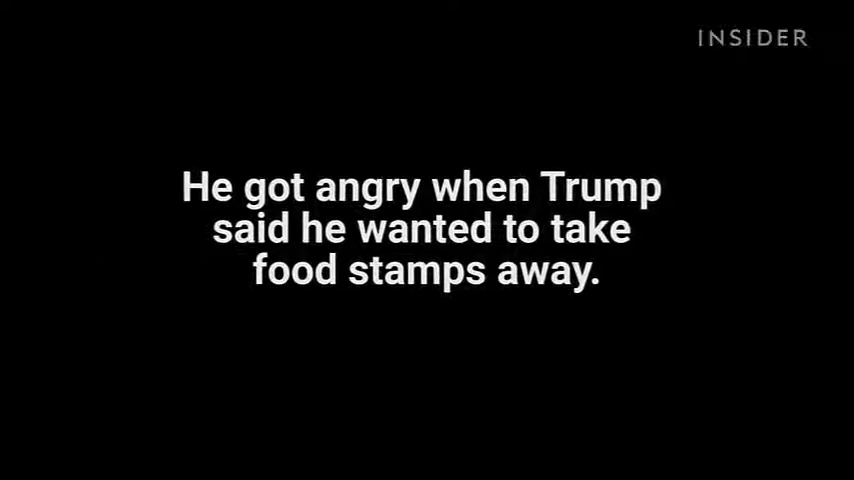 INSIDER
He got angry when Trump
said he wanted to take
food stamps away.